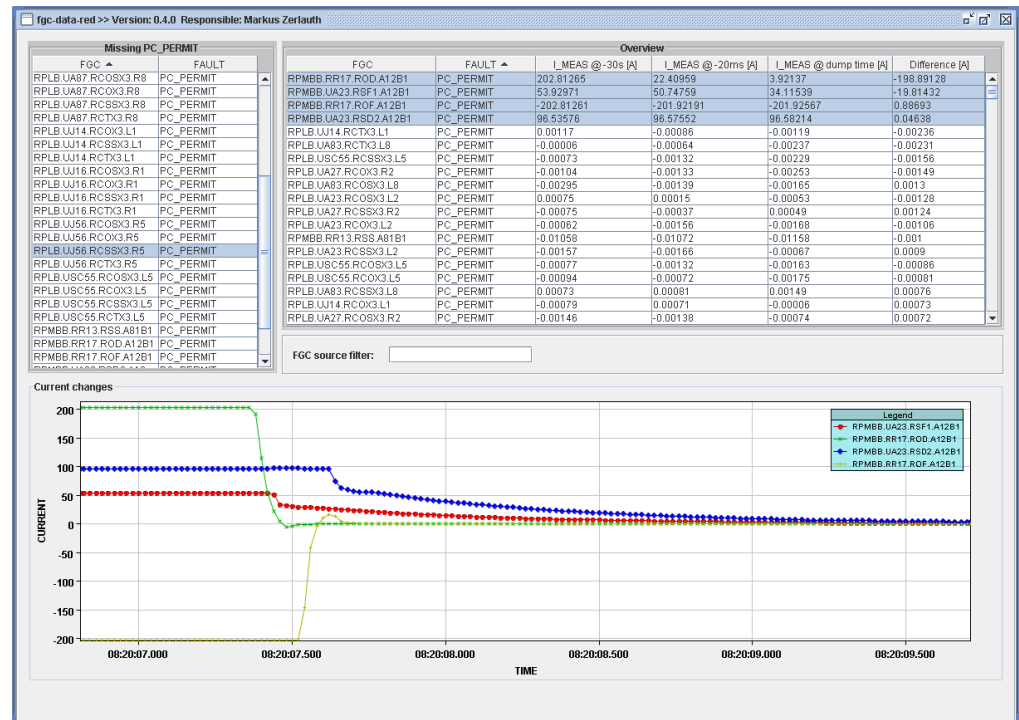 fgc-data-red >> Version: 0.4.0 Responsible: Markus Zerlauth
Missing PC_PERMIT
FGC FAULT
RPLB.UA87.RCOSX3.R8 PC_PERMIT
RPLB.UA87.RCOX3.R8 PC_PERMIT
RPLB.UA87.RCSSX3.R8 PC_PERMIT
RPLB.UA87.RCTX3.R8 PC_PERMIT
RPLB.UJ14.RCOX3.L1 PC_PERMIT
RPLB.UJ14.RCSSX3.L1 PC_PERMIT
RPLB.UJ14.RCTX3.L1 PC_PERMIT
RPLB.UJ16.RCOSX3.R1 PC_PERMIT
RPLB.UJ16.RCOX3.R1 PC_PERMIT
RPLB.UJ16.RCSSX3.R1 PC_PERMIT
RPLB.UJ16.RCTX3.R1 PC_PERMIT
RPLB.UJ56.RCOSX3.R5 PC_PERMIT
RPLB.UJ56.RCOX3.R5 PC_PERMIT
RPLB.UJ56.RCSSX3.R5 PC_PERMIT
RPLB.UJ56.RCTX3.R5 PC_PERMIT
RPLB.USC55.RCOSX3.L5 PC_PERMIT
RPLB.USC55.RCOX3.L5 PC_PERMIT
RPLB.USC55.RCSSX3.L5 PC_PERMIT
RPLB.USC55.RCTX3.L5 PC_PERMIT
RPMBB.RR13.RSS.A81B1 PC_PERMIT
RPMBB.RR17.ROD.A12B1 PC_PERMIT
RPMBB.RR17.ROF.A12B1 PC_PERMIT
Overview
FGC FAULT I_MEAS @ -30s [A] I_MEAS @ -20ms [A] I_MEAS @ dump time [A] Difference [A]
RPMBB.RR17.ROD.A12B1 PC_PERMIT 202.81265 22.40959 3.92137 -198.89128
RPMBB.UA23.RSF1.A12B1 PC_PERMIT 53.92971 50.74759 34.11539 -19.81432
RPMBB.RR17.ROF.A12B1 PC_PERMIT -202.81261 -201.92191 -201.92567 0.88693
RPMBB.UA23.RSD2.A12B1 PC_PERMIT 96.53576 96.57552 96.58214 0.04638
RPLB.UJ14.RCTX3.L1 PC_PERMIT 0.00117 -0.00086 -0.00119 -0.00236
RPLB.UA83.RCTX3.L8 PC_PERMIT -0.00006 -0.00064 -0.00237 -0.00231
RPLB.USC55.RCSSX3.L5 PC_PERMIT -0.00073 -0.00132 -0.00229 -0.00156
RPLB.UA27.RCOX3.R2 PC_PERMIT -0.00104 -0.00133 -0.00253 -0.00149
RPLB.UA83.RCOX3.L8 PC_PERMIT -0.00295 -0.00139 -0.00165 0.0013
RPLB.UA23.RCOSX3.L2 PC_PERMIT 0.00075 0.00015 -0.00053 -0.00128
RPLB.UA27.RCSSX3.R2 PC_PERMIT -0.00075 -0.00037 0.00049 0.00124
RPLB.UA23.RCOX3.L2 PC_PERMIT -0.00062 -0.00156 -0.00168 -0.00106
RPMBB.RR13.RSS.A81B1 PC_PERMIT -0.01058 -0.01072 -0.01158 -0.001
RPLB.UA23.RCSSX3.L2 PC_PERMIT -0.00157 -0.00166 -0.00067 0.0009
RPLB.USC55.RCOSX3.L5 PC_PERMIT -0.00077 -0.00132 -0.00163 -0.00086
RPLB.USC55.RCOX3.L5 PC_PERMIT -0.00094 0.00072 -0.00175 -0.00081
RPLB.UA83.RCSSX3.L8 PC_PERMIT 0.00073 0.00081 0.00149 0.00076
RPLB.UJ14.RCOX3.L1 PC_PERMIT -0.00079 0.00071 -0.00006 0.00073
RPLB.UA27.RCOSX3.R2 PC_PERMIT -0.00146 -0.00138 -0.00074 0.00072
FGC source filter:
Current changes
CURRENT
200
150
100
50
0
-50
-100
-150
-200
Legend
RPMBB.UA23.RSF1.A12B1
RPMBB.RR17.ROD.A12B1
RPMBB.UA23.RSD2.A12B1
RPMBB.RR17.ROF.A12B1
08:20:07.000 08:20:07.500 08:20:08.000 08:20:08.500 08:20:09.000 08:20:09.500
TIME